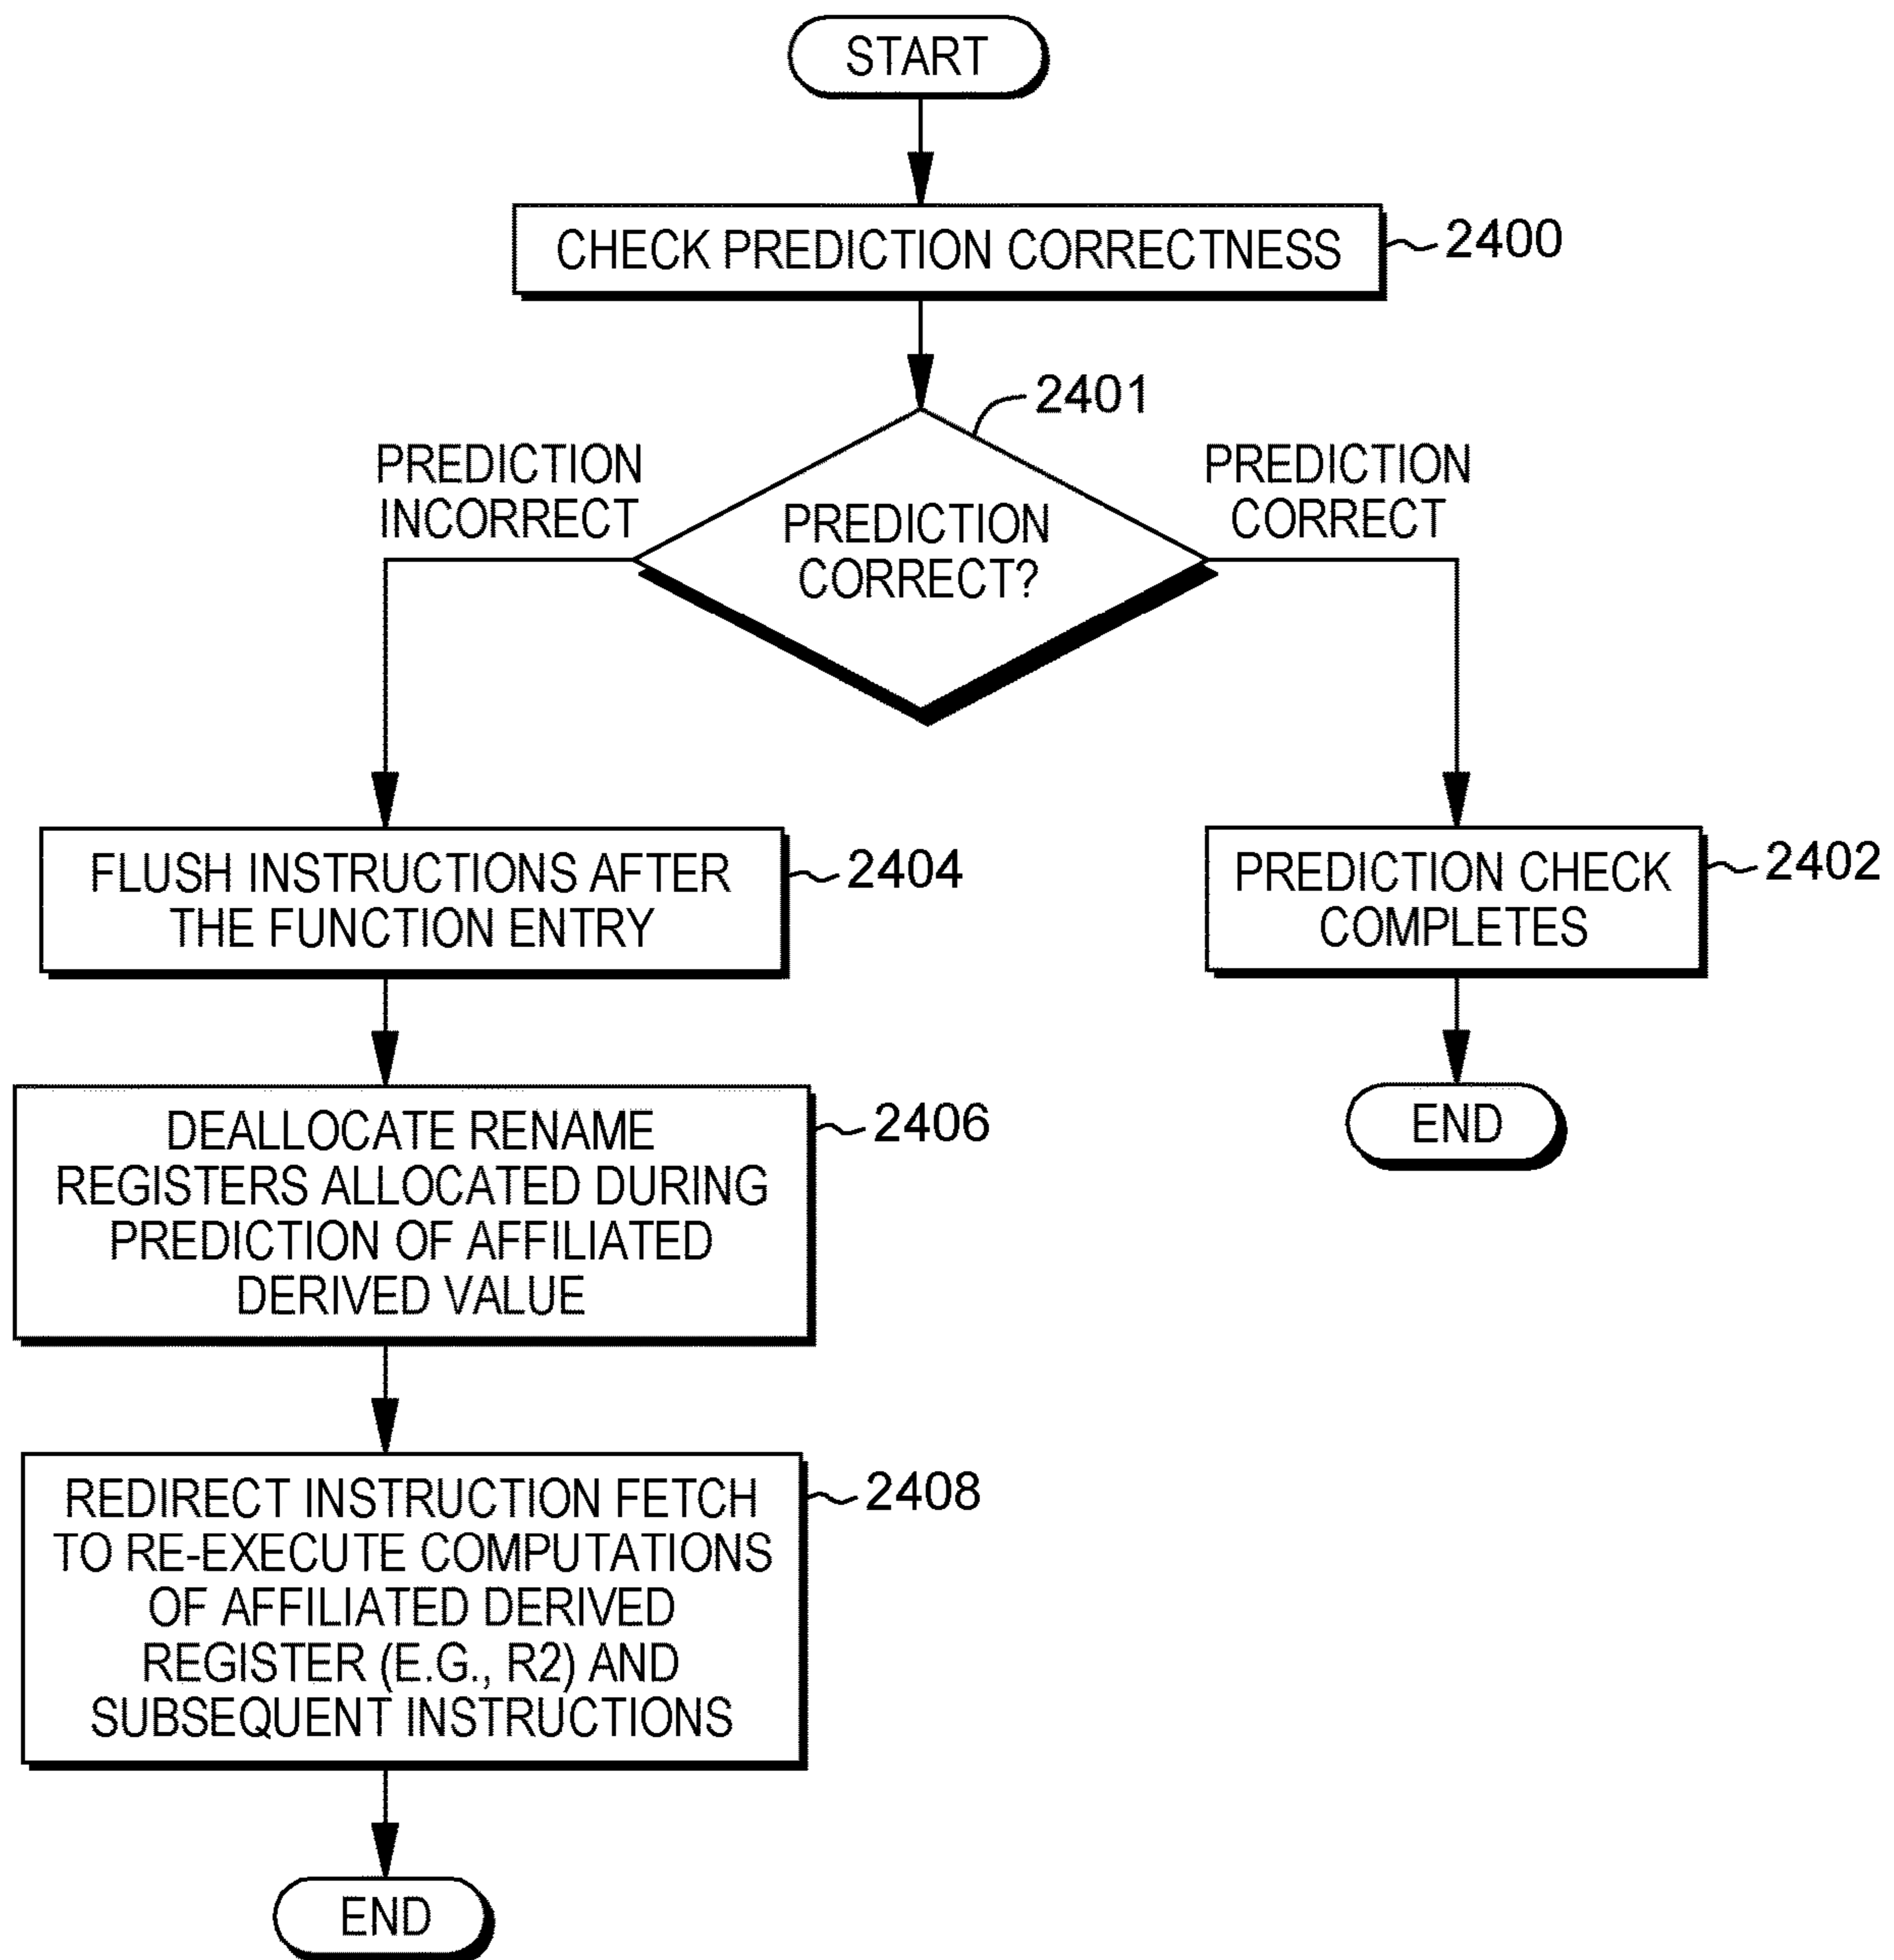 START
CHECK PREDICTION CORRECTNESS
2400
2401
PREDICTION
INCORRECT
PREDICTION
CORRECT?
PREDICTION
CORRECT
FLUSH INSTRUCTIONS AFTER
THE FUNCTION ENTRY
2404
PREDICTION CHECK
COMPLETES
2402
DEALLOCATE RENAME
REGISTERS ALLOCATED DURING
PREDICTION OF AFFILIATED
DERIVED VALUE
2406
END
REDIRECT INSTRUCTION FETCH
TO RE-EXECUTE COMPUTATIONS
OF AFFILIATED DERIVED
REGISTER (E.G., R2) AND
SUBSEQUENT INSTRUCTIONS
2408
END